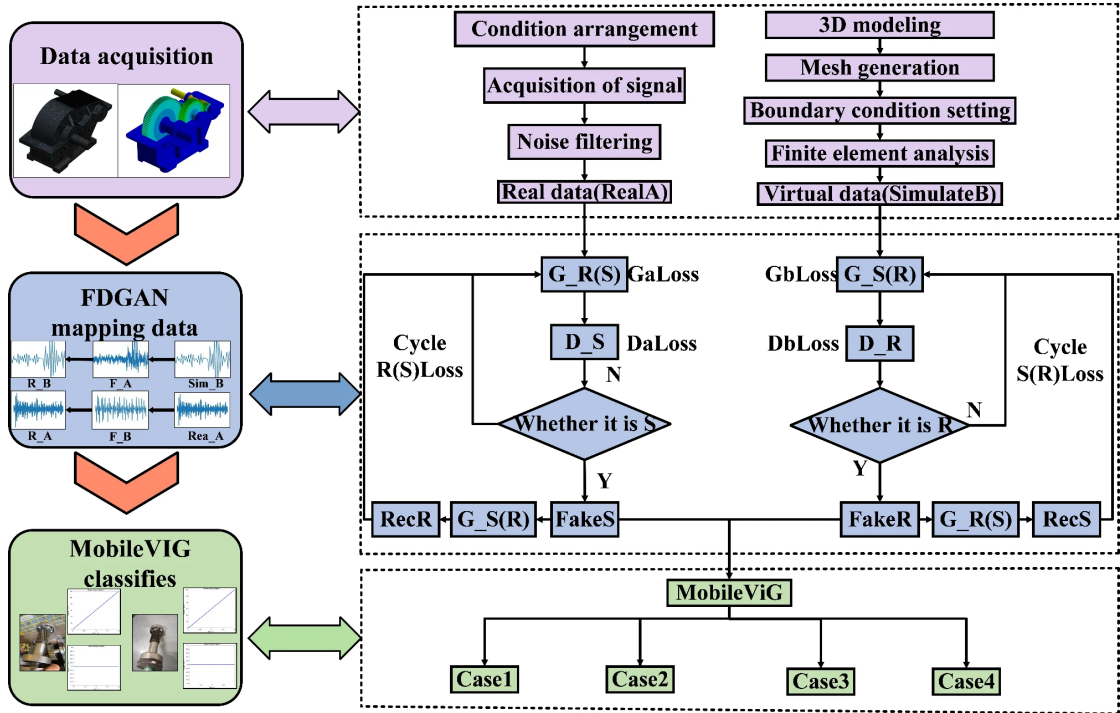 Data acquisition
FDGAN
mapping data
R_B
F_A
Sim_B
R_A
F_B
Rea_A
MobileVIG
classifies
Condition arrangement
Acquisition of signal
Noise filtering
Real data(RealA)
3D modeling
Mesh generation
Boundary condition setting
Finite element analysis
Virtual data(SimulateB)
G_R(S)
GaLoss
GbLoss
G_S(R)
D_S
DaLoss
DbLoss
D_R
Cycle
R(S)Loss
Cycle
S(R)Loss
N
Whether it is S
Whether it is R
N
Y
Y
RecR
G_S(R)
FakeS
FakeR
G_R(S)
RecS
MobileViG
Case1
Case2
Case3
Case4